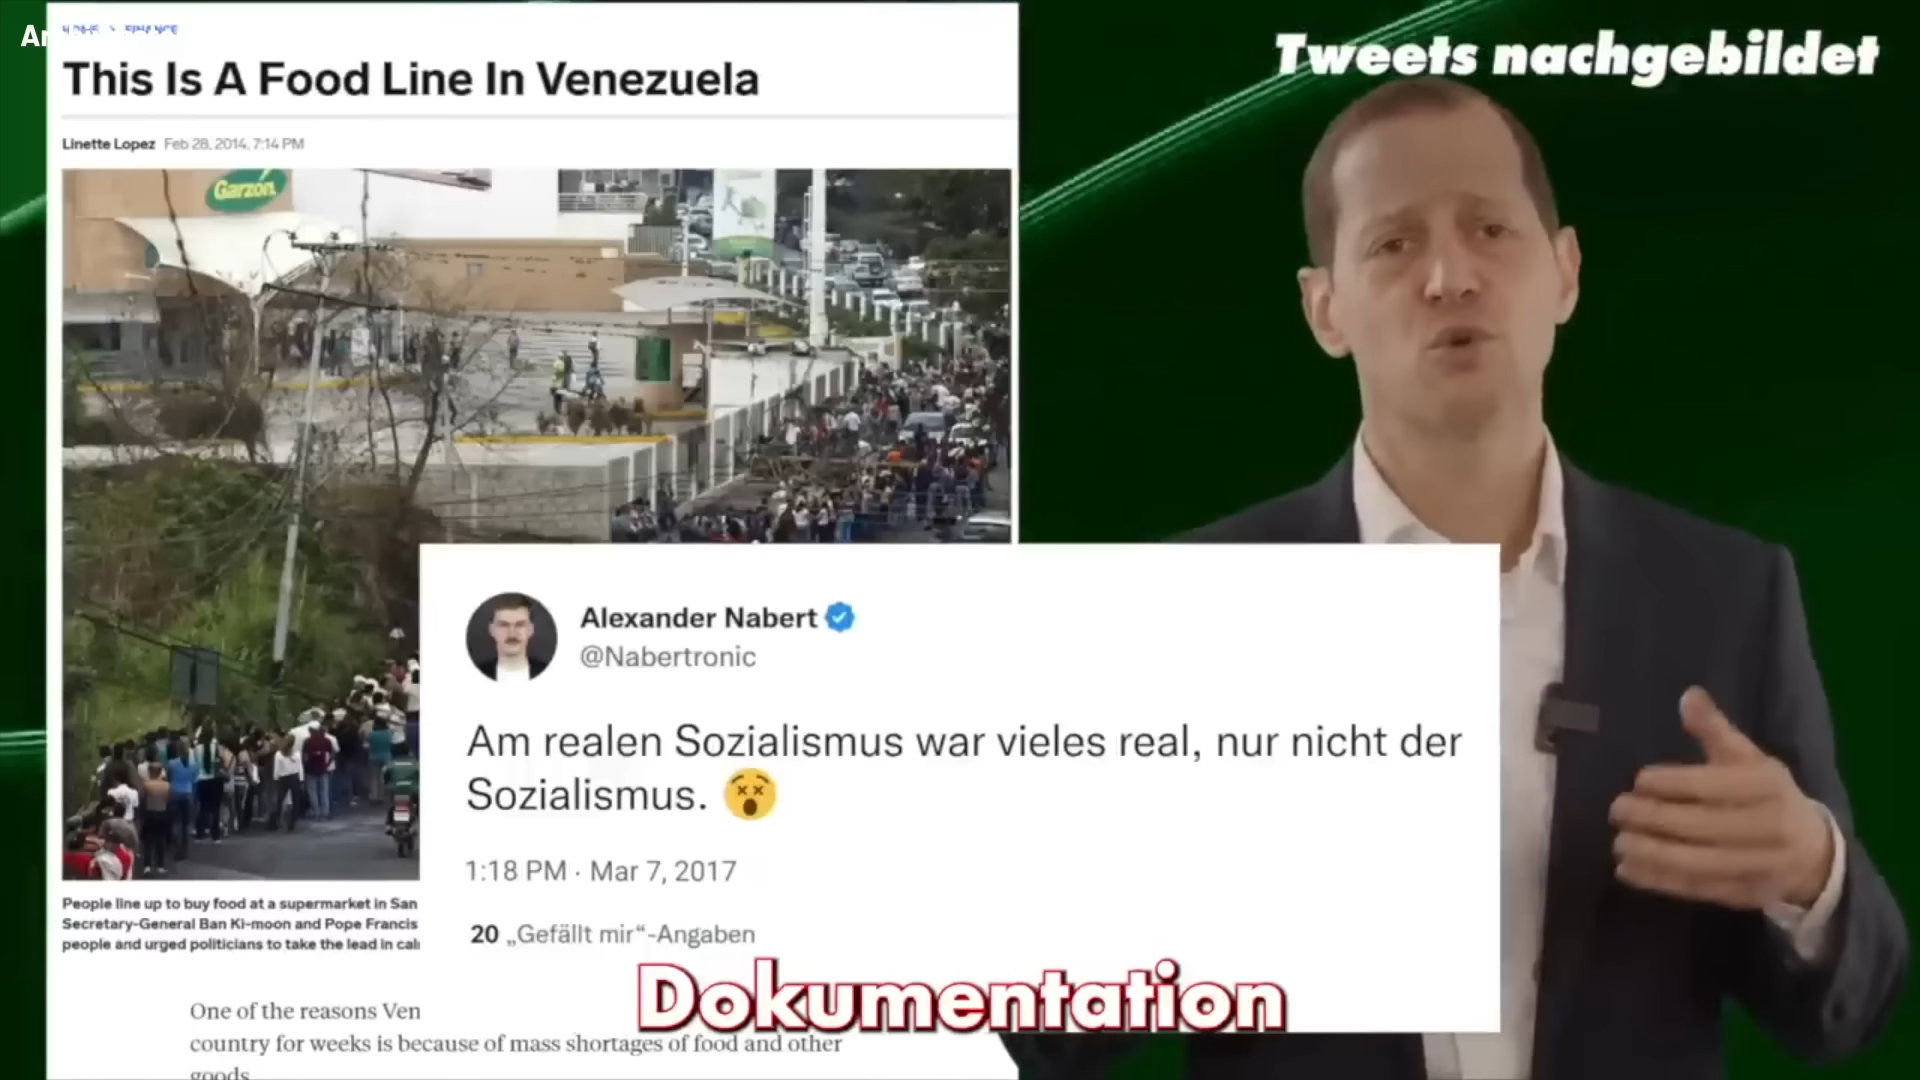 This Is A Food Line In Venezuela
Linette Lopez Feb 28, 2014, 7:14 PM
Garzón
Tweets nachgebildet
Alexander Nabert
@Nabertronic
Am realen Sozialismus war vieles real, nur nicht der
Sozialismus. 😵
1:18 PM · Mar 7, 2017
20 „Gefällt mir“-Angaben
People line up to buy food at a supermarket in San
Secretary-General Ban Ki-moon and Pope Francis
people and urged politicians to take the lead in
One of the reasons Ven
country for weeks is because of mass shortages of food and other
goods
Dokumentation